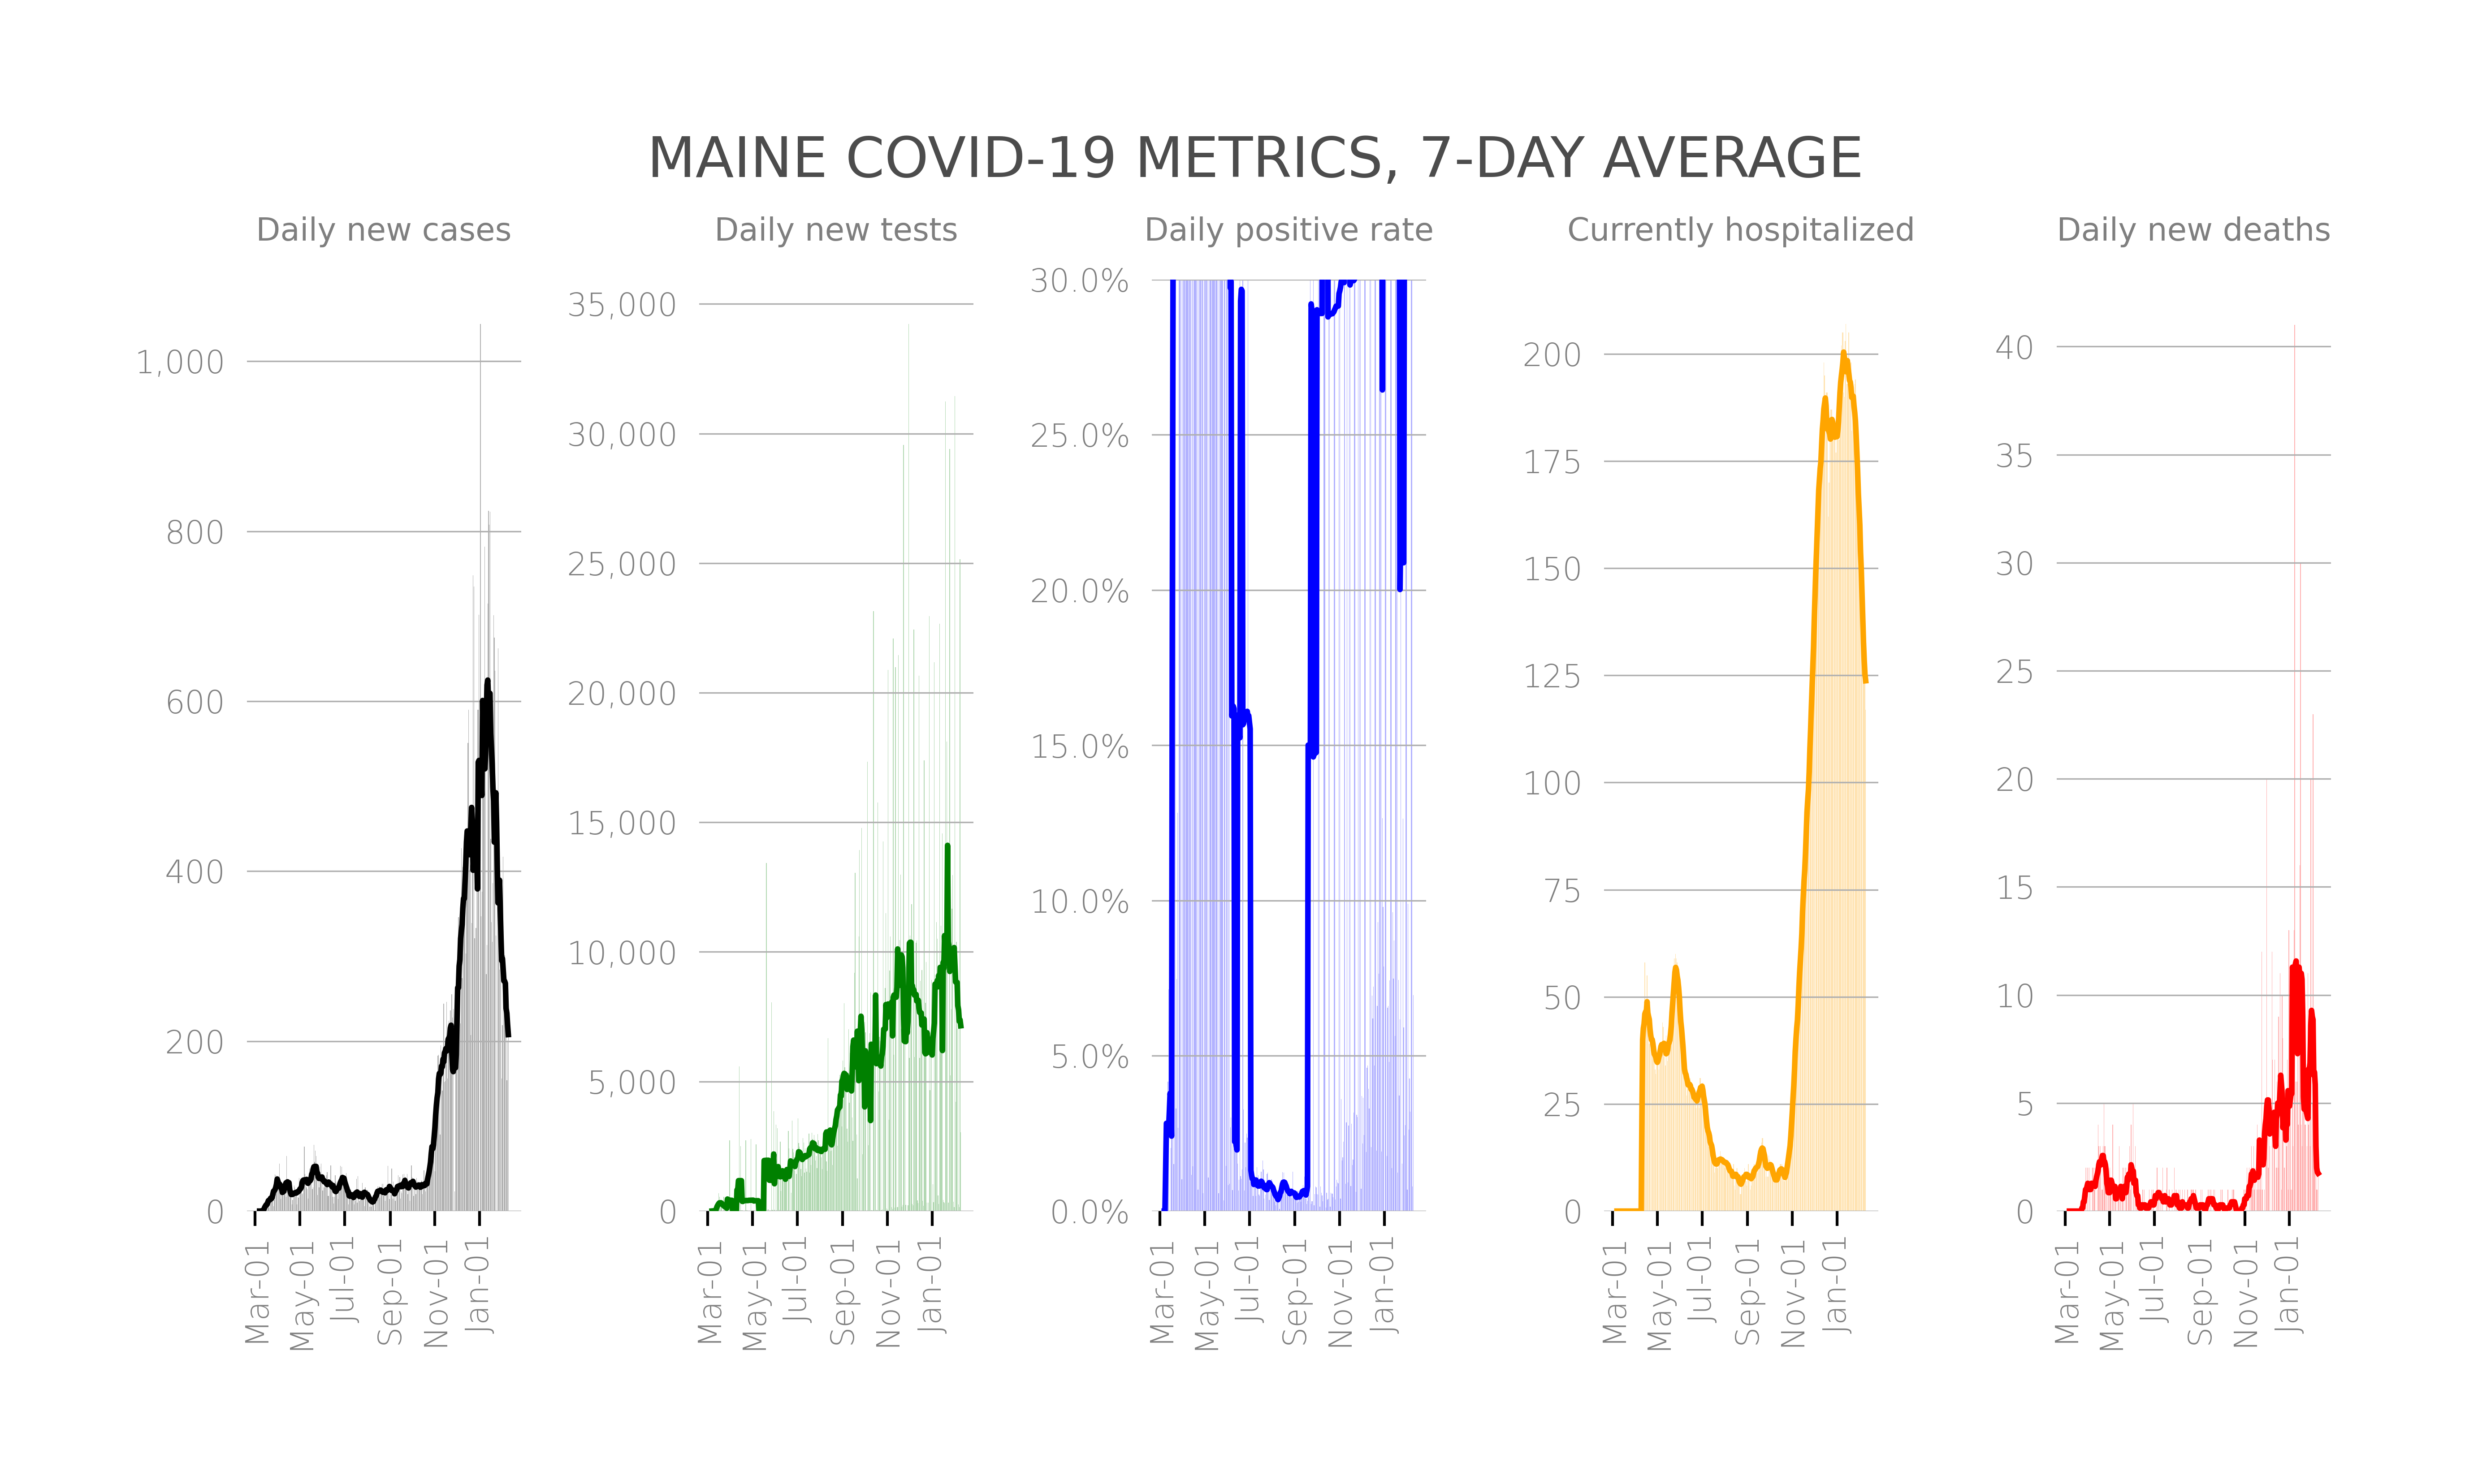 MAINE COVID-19 METRICS, 7-DAY AVERAGE
Daily new cases
1,000
800
600
400
200
0
Mar-01
May-01
Jul-01
Sep-01
Nov-01
Jan-01
Daily new tests
35,000
30,000
25,000
20,000
15,000
10,000
5,000
0
Mar-01
May-01
Jul-01
Sep-01
Nov-01
Jan-01
Daily positive rate
30.0%
25.0%
20.0%
15.0%
10.0%
5.0%
0.0%
Mar-01
May-01
Jul-01
Sep-01
Nov-01
Jan-01
Currently hospitalized
200
175
150
125
100
75
50
25
0
Mar-01
May-01
Jul-01
Sep-01
Nov-01
Jan-01
Daily new deaths
40
35
30
25
20
15
10
5
0
Mar-01
May-01
Jul-01
Sep-01
Nov-01
Jan-01